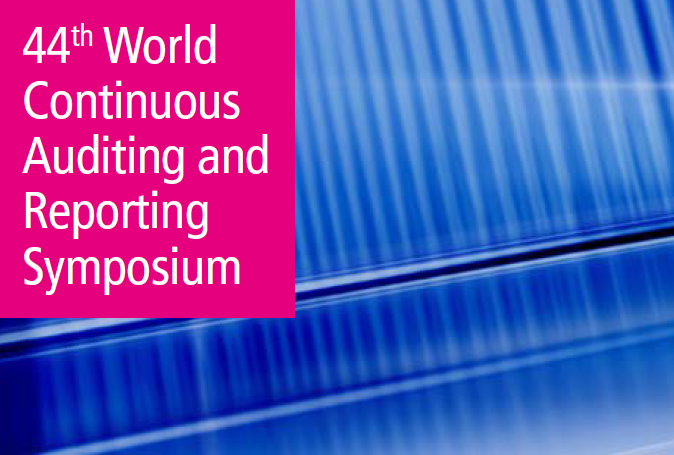 44th World
Continuous
Auditing and
Reporting
Symposium